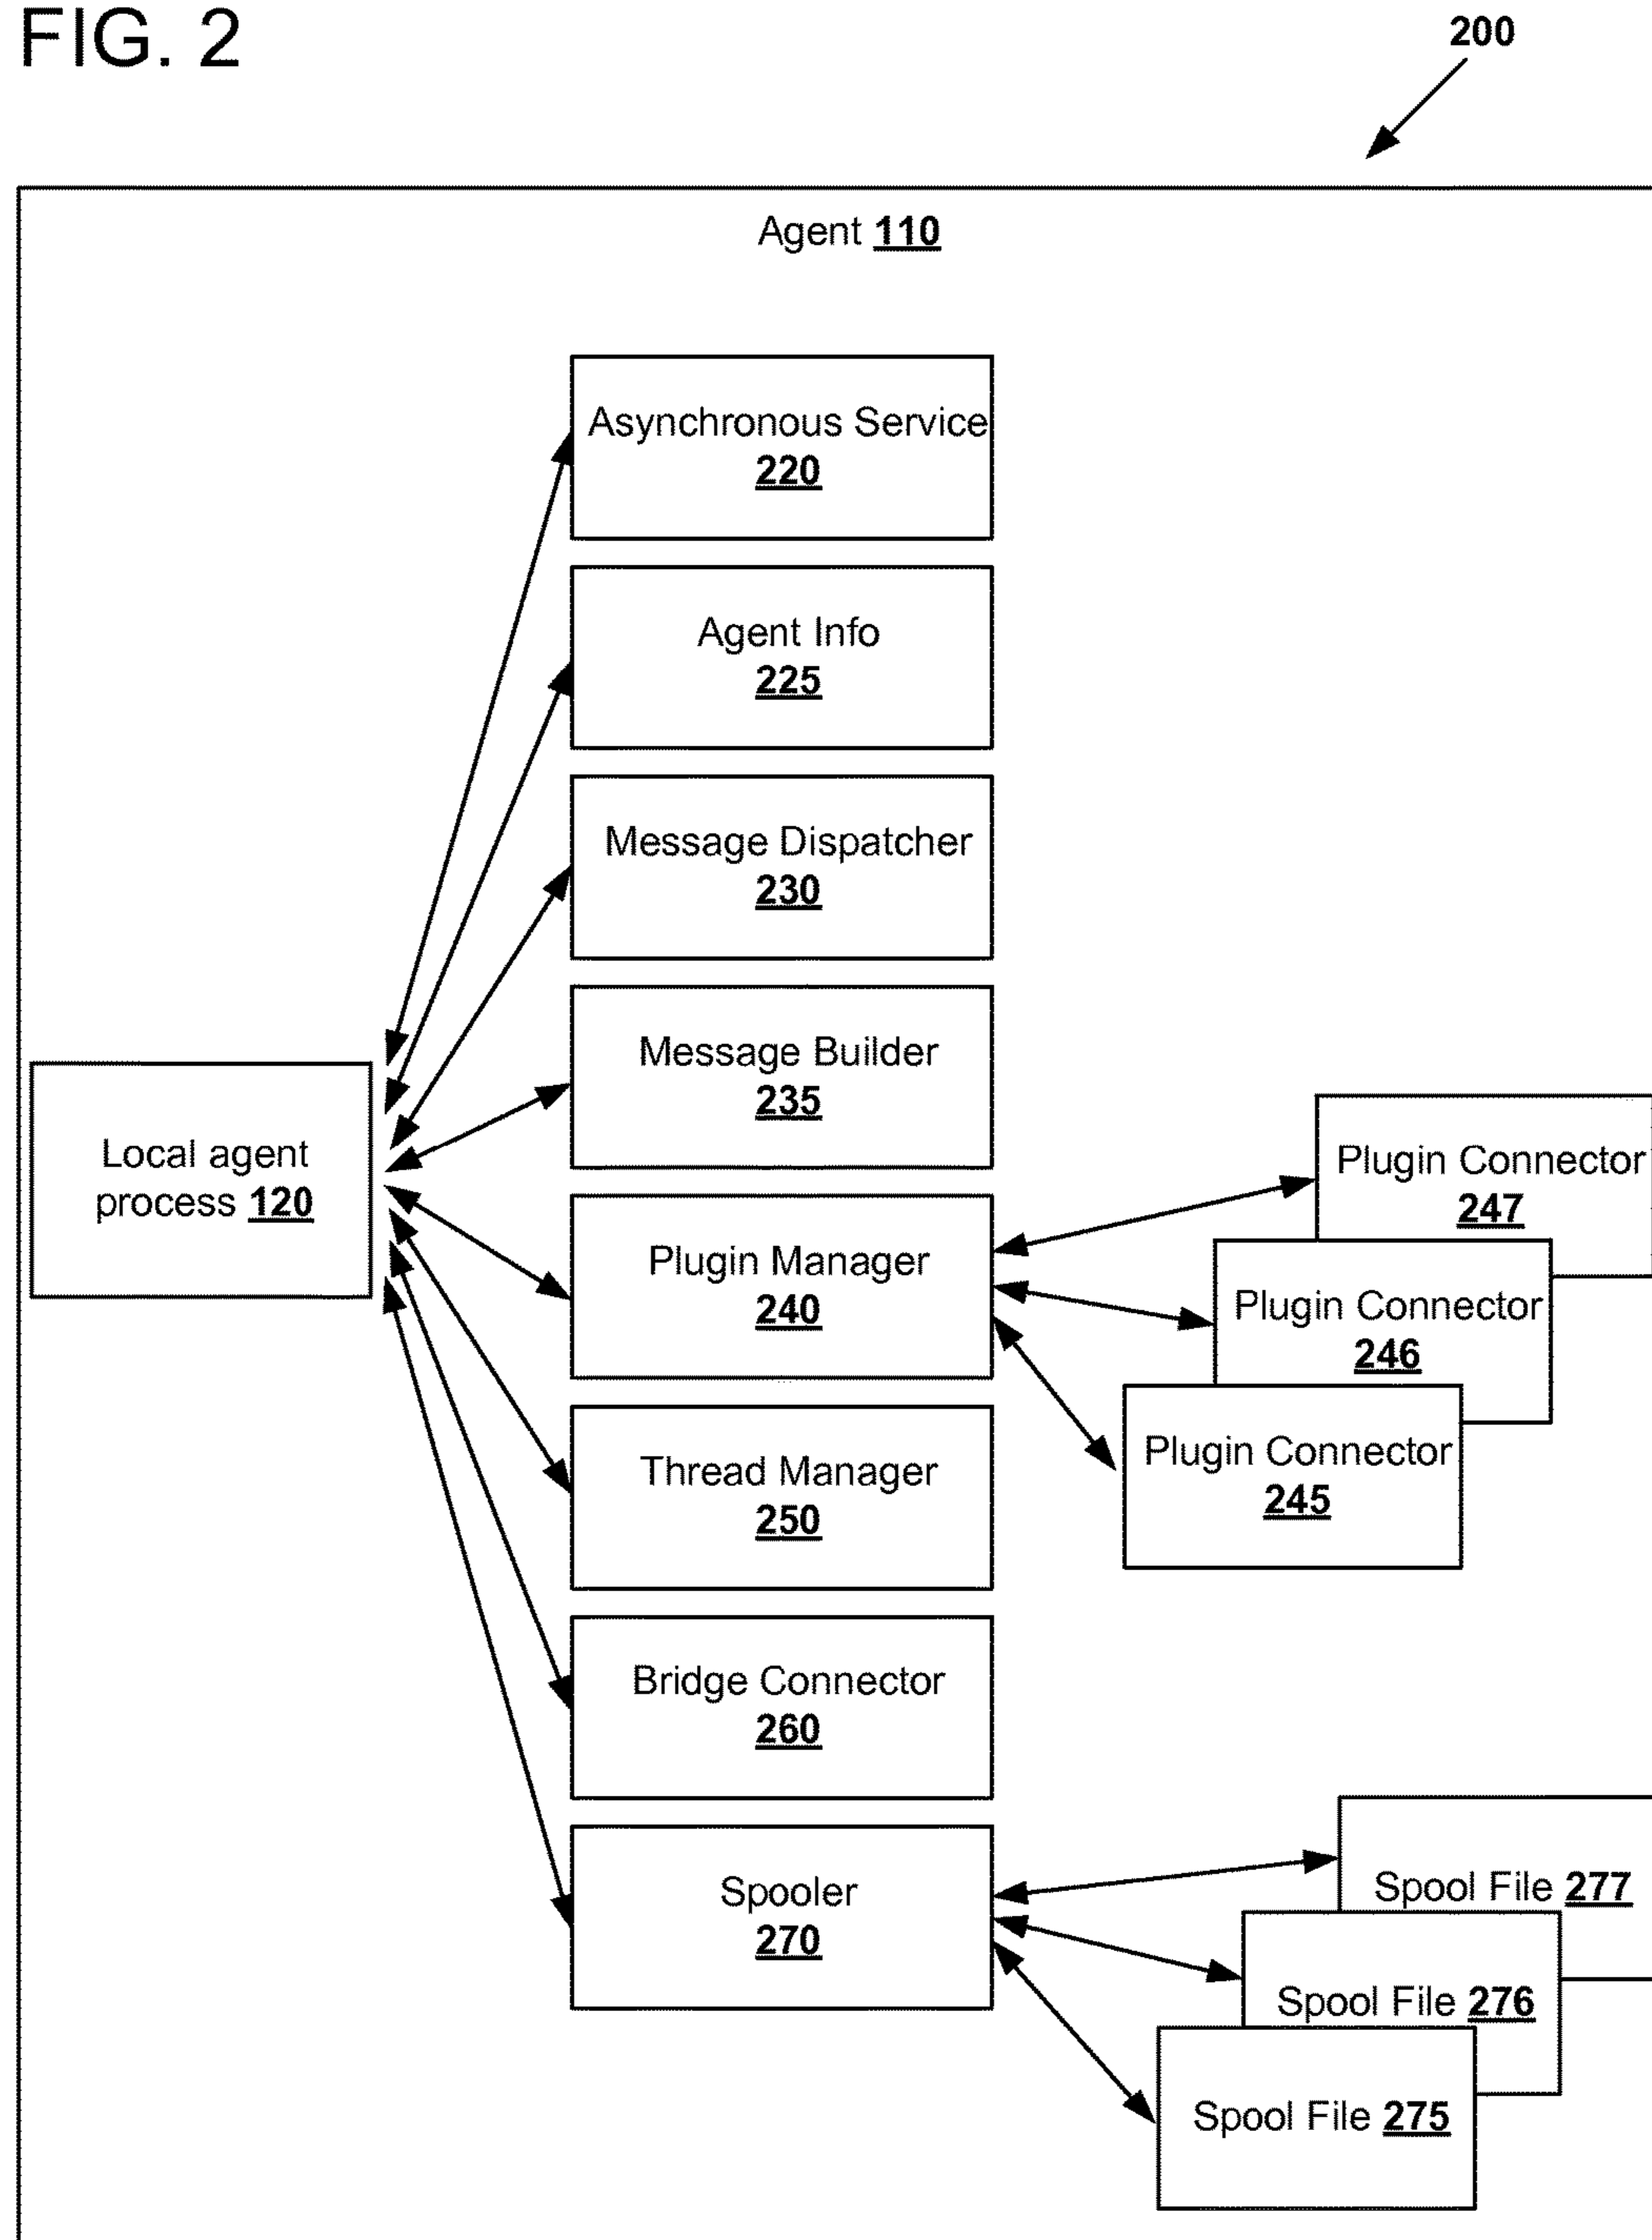 FIG. 2
200
Agent 110
Asynchronous Service
220
Agent Info
225
Message Dispatcher
230
Message Builder
235
Local agent
process 120
Plugin Manager
240
Plugin Connector
247
Plugin Connector
246
Plugin Connector
245
Thread Manager
250
Bridge Connector
260
Spooler
270
Spool File 277
Spool File 276
Spool File 275